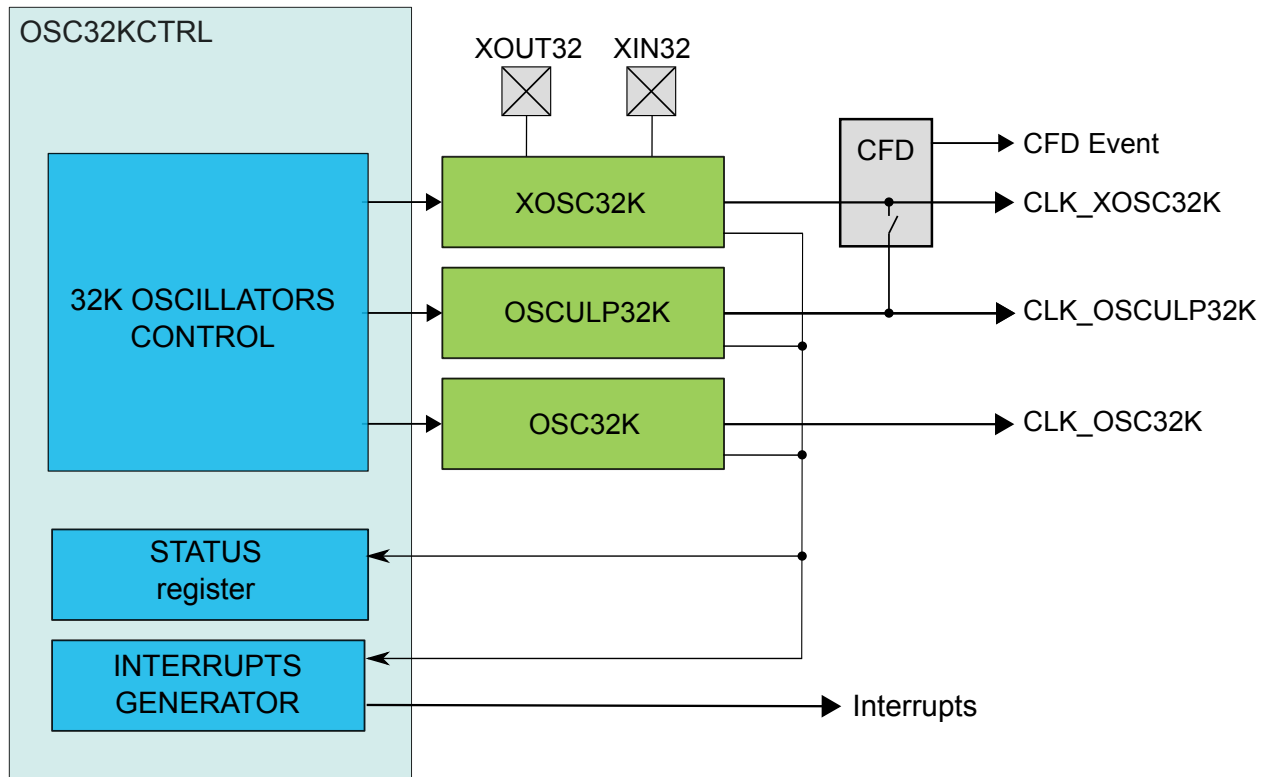 OSC32KCTRL
XOUT32
XIN32
CFD
CFD Event
XOSC32K
CLK_XOSC32K
32K OSCILLATORS
CONTROL
OSCULP32K
CLK_OSCULP32K
OSC32K
CLK_OSC32K
STATUS
register
INTERRUPTS
GENERATOR
Interrupts